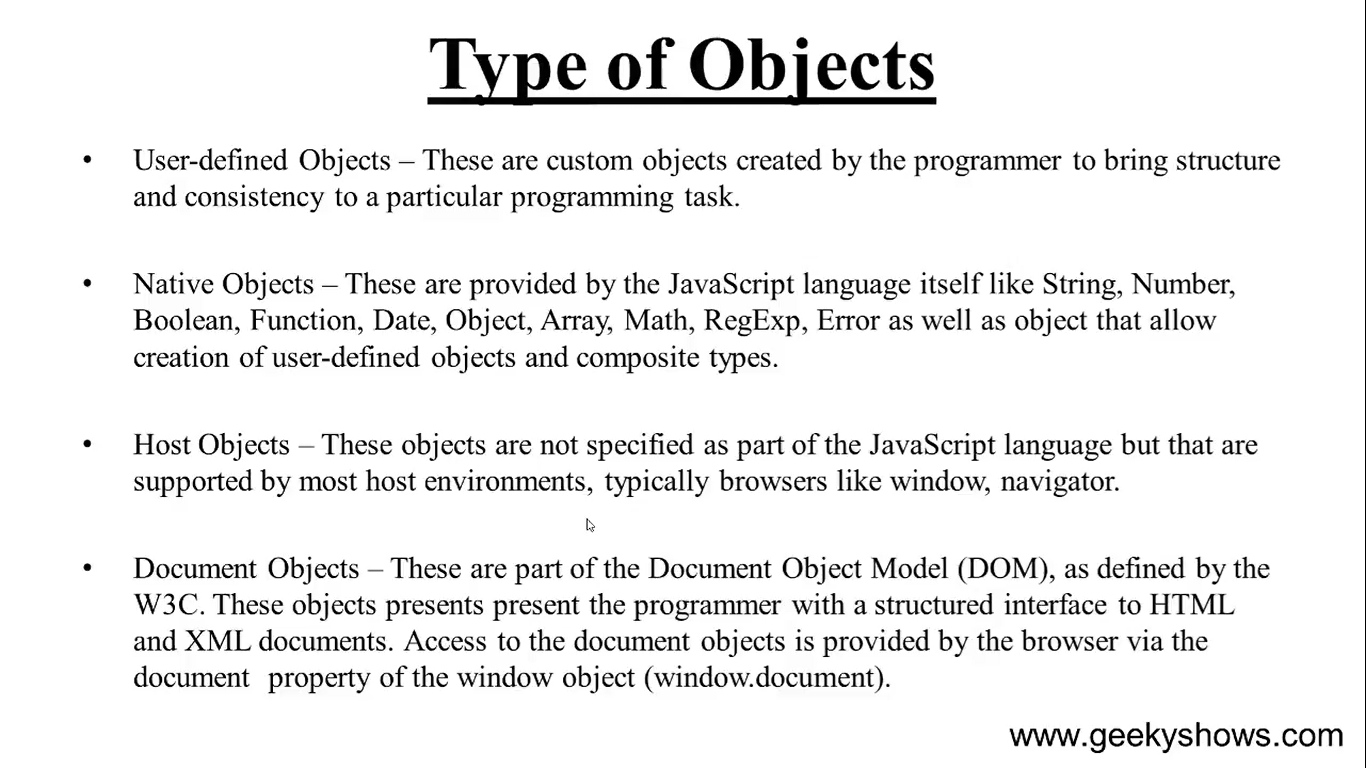 Type of Objects
• User-defined Objects – These are custom objects created by the programmer to bring structure
and consistency to a particular programming task.
• Native Objects – These are provided by the JavaScript language itself like String, Number,
Boolean, Function, Date, Object, Array, Math, RegExp, Error as well as object that allow
creation of user-defined objects and composite types.
• Host Objects – These objects are not specified as part of the JavaScript language but that are
supported by most host environments, typically browsers like window, navigator.
• Document Objects – These are part of the Document Object Model (DOM), as defined by the
W3C. These objects presents present the programmer with a structured interface to HTML
and XML documents. Access to the document objects is provided by the browser via the
document  property of the window object (window.document).
www.geekyshows.com